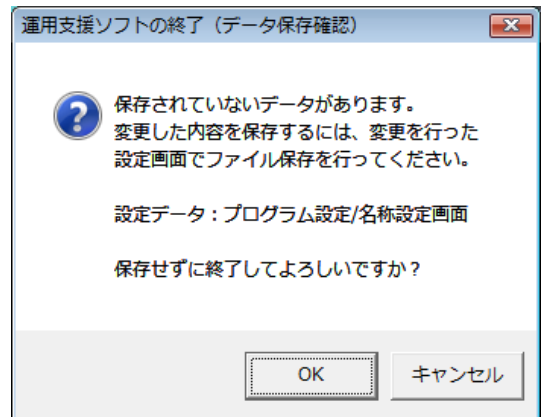 運用支援ソフトの終了（データ保存確認）
保存されていないデータがあります。
変更した内容を保存するには、変更を行った
設定画面でファイル保存を行ってください。
設定データ：プログラム設定/名称設定画面
保存せずに終了してよろしいですか？
OK
キャンセル